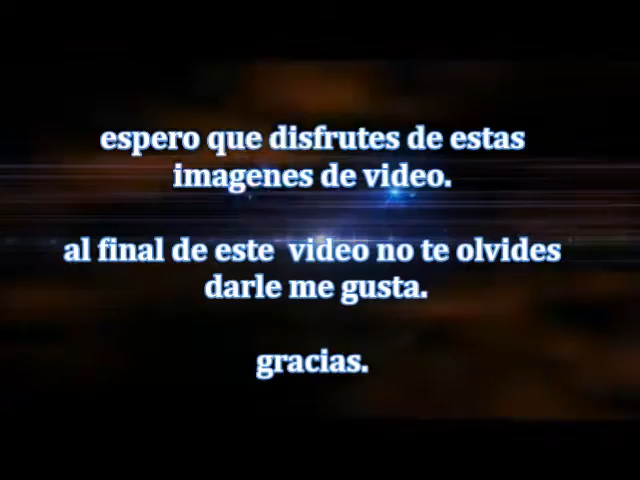 espero que disfrutes de estas
imagenes de video.
al final de este  video no te olvides
darle me gusta.
gracias.